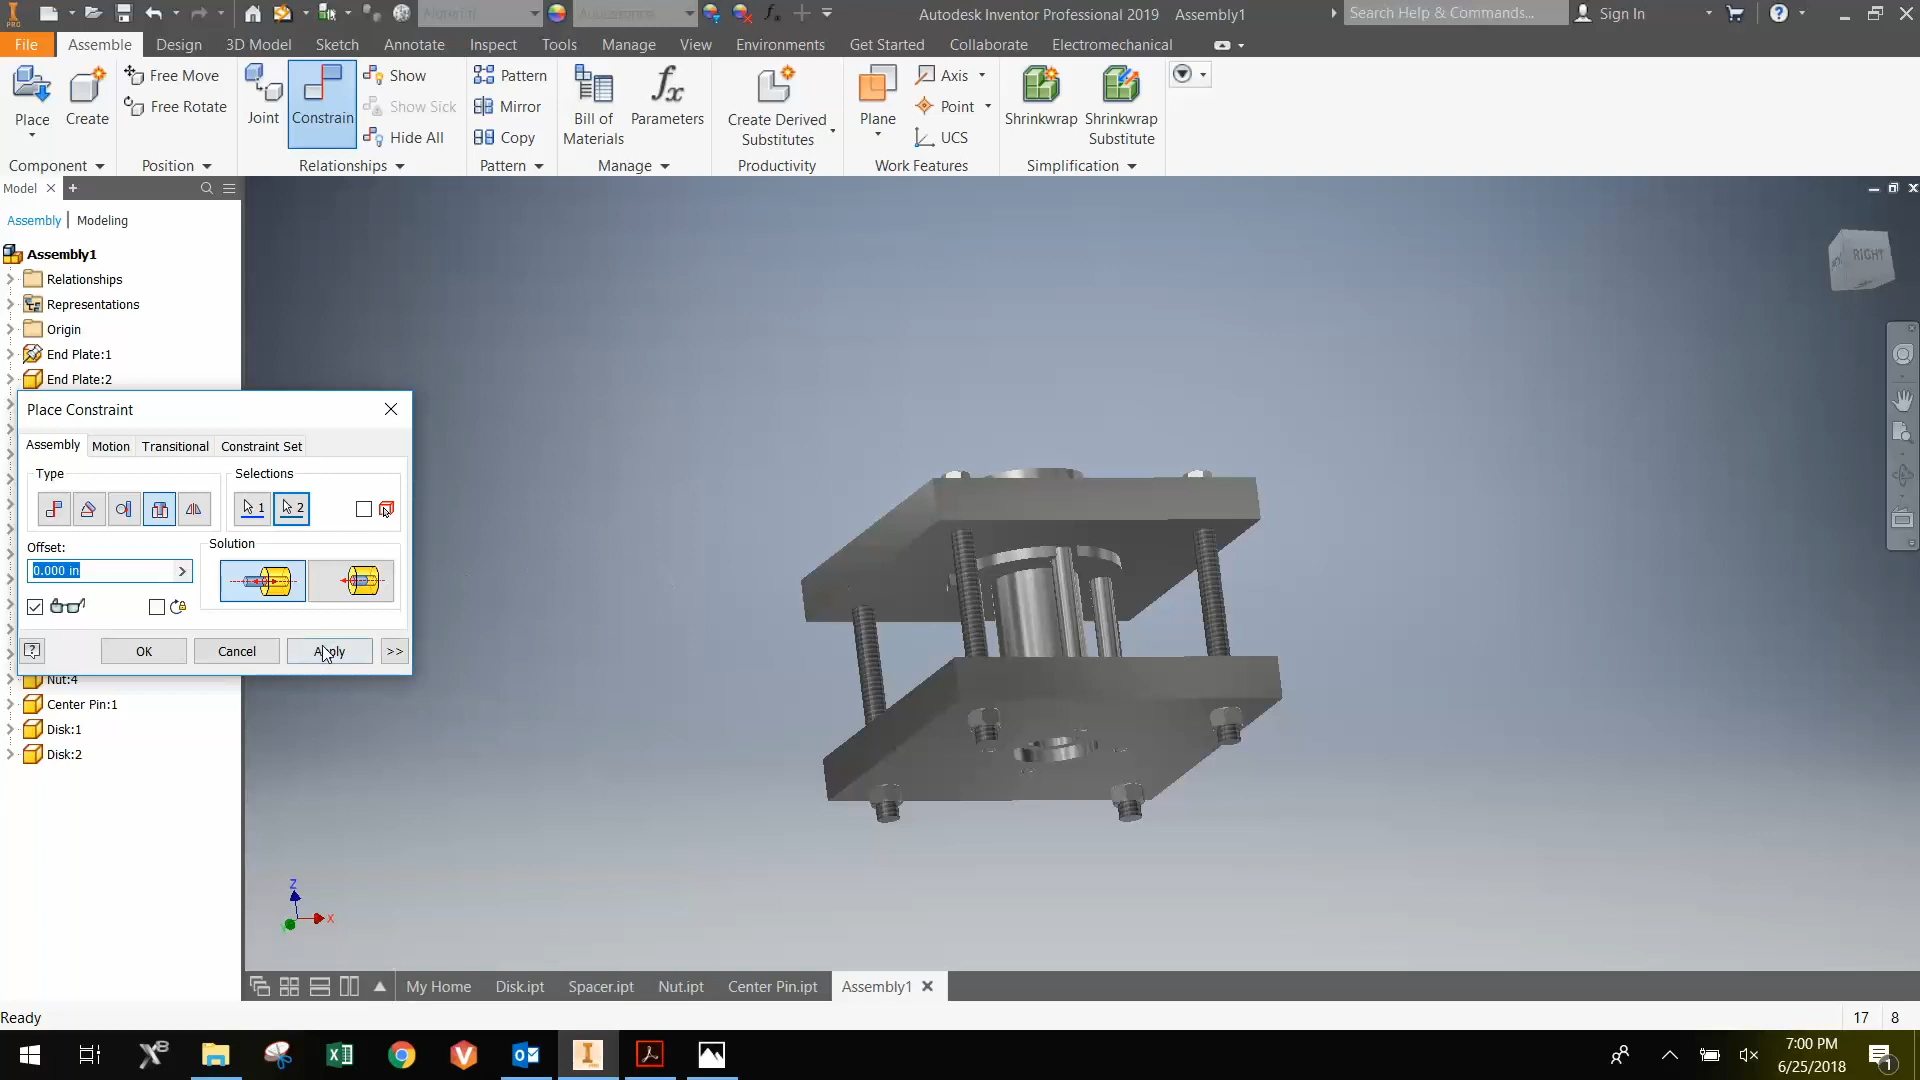 PRO
Material
Appearance
Autodesk Inventor Professional 2019 Assembly1
Search Help & Commands...
Sign In
File Assemble Design 3D Model Sketch Annotate Inspect Tools Manage View Environments Get Started Collaborate Electromechanical
Place
Create
Free Move
Free Rotate
Joint
Constrain
Show
Show Sick
Hide All
Pattern
Mirror
Copy
Bill of
Materials
Parameters
Create Derived
Substitutes
Plane
Axis
Point
UCS
Shrinkwrap
Shrinkwrap
Substitute
Component Position Relationships Pattern Manage Productivity Work Features Simplification
Model
Assembly Modeling
Assembly1
Relationships
Representations
Origin
End Plate:1
End Plate:2
Place Constraint
Assembly Motion Transitional Constraint Set
Type
Selections
1 2
Offset:
0.000 in
Solution
OK Cancel Apply >>
Nut:4
Center Pin:1
Disk:1
Disk:2
RIGHT
Z
X
My Home Disk.ipt Spacer.ipt Nut.ipt Center Pin.ipt Assembly1
Ready
17 8
7:00 PM
6/25/2018
1